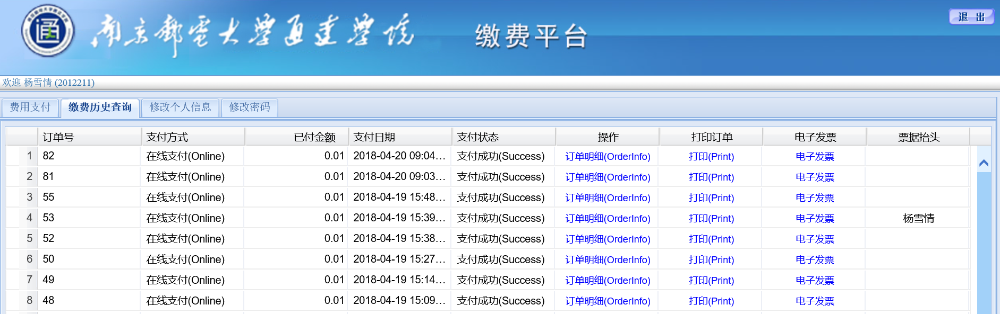 通
南京邮电大学通达学院
缴费平台
退 出
欢迎 杨雪情 (2012211)
费用支付 缴费历史查询 修改个人信息 修改密码
订单号 支付方式 已付金额 支付日期 支付状态 操作 打印订单 电子发票 票据抬头
1 82 在线支付(Online) 0.01 2018-04-20 09:04... 支付成功(Success) 订单明细(OrderInfo) 打印(Print) 电子发票
2 81 在线支付(Online) 0.01 2018-04-20 09:03... 支付成功(Success) 订单明细(OrderInfo) 打印(Print) 电子发票
3 55 在线支付(Online) 0.01 2018-04-19 15:48... 支付成功(Success) 订单明细(OrderInfo) 打印(Print) 电子发票
4 53 在线支付(Online) 0.01 2018-04-19 15:39... 支付成功(Success) 订单明细(OrderInfo) 打印(Print) 电子发票 杨雪情
5 52 在线支付(Online) 0.01 2018-04-19 15:38... 支付成功(Success) 订单明细(OrderInfo) 打印(Print) 电子发票
6 50 在线支付(Online) 0.01 2018-04-19 15:27... 支付成功(Success) 订单明细(OrderInfo) 打印(Print) 电子发票
7 49 在线支付(Online) 0.01 2018-04-19 15:14... 支付成功(Success) 订单明细(OrderInfo) 打印(Print) 电子发票
8 48 在线支付(Online) 0.01 2018-04-19 15:09... 支付成功(Success) 订单明细(OrderInfo) 打印(Print) 电子发票